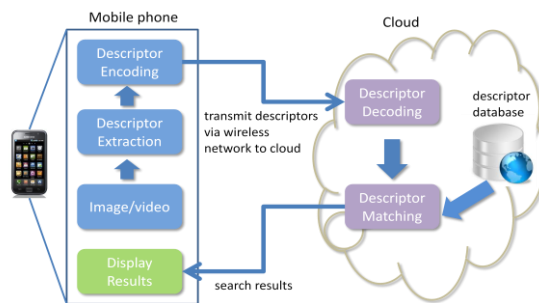 Mobile phone
Descriptor
Encoding
Descriptor
Extraction
Image/video
Display
Results
transmit descriptors
via wireless
network to cloud
search results
Cloud
Descriptor
Decoding
descriptor
database
Descriptor
Matching